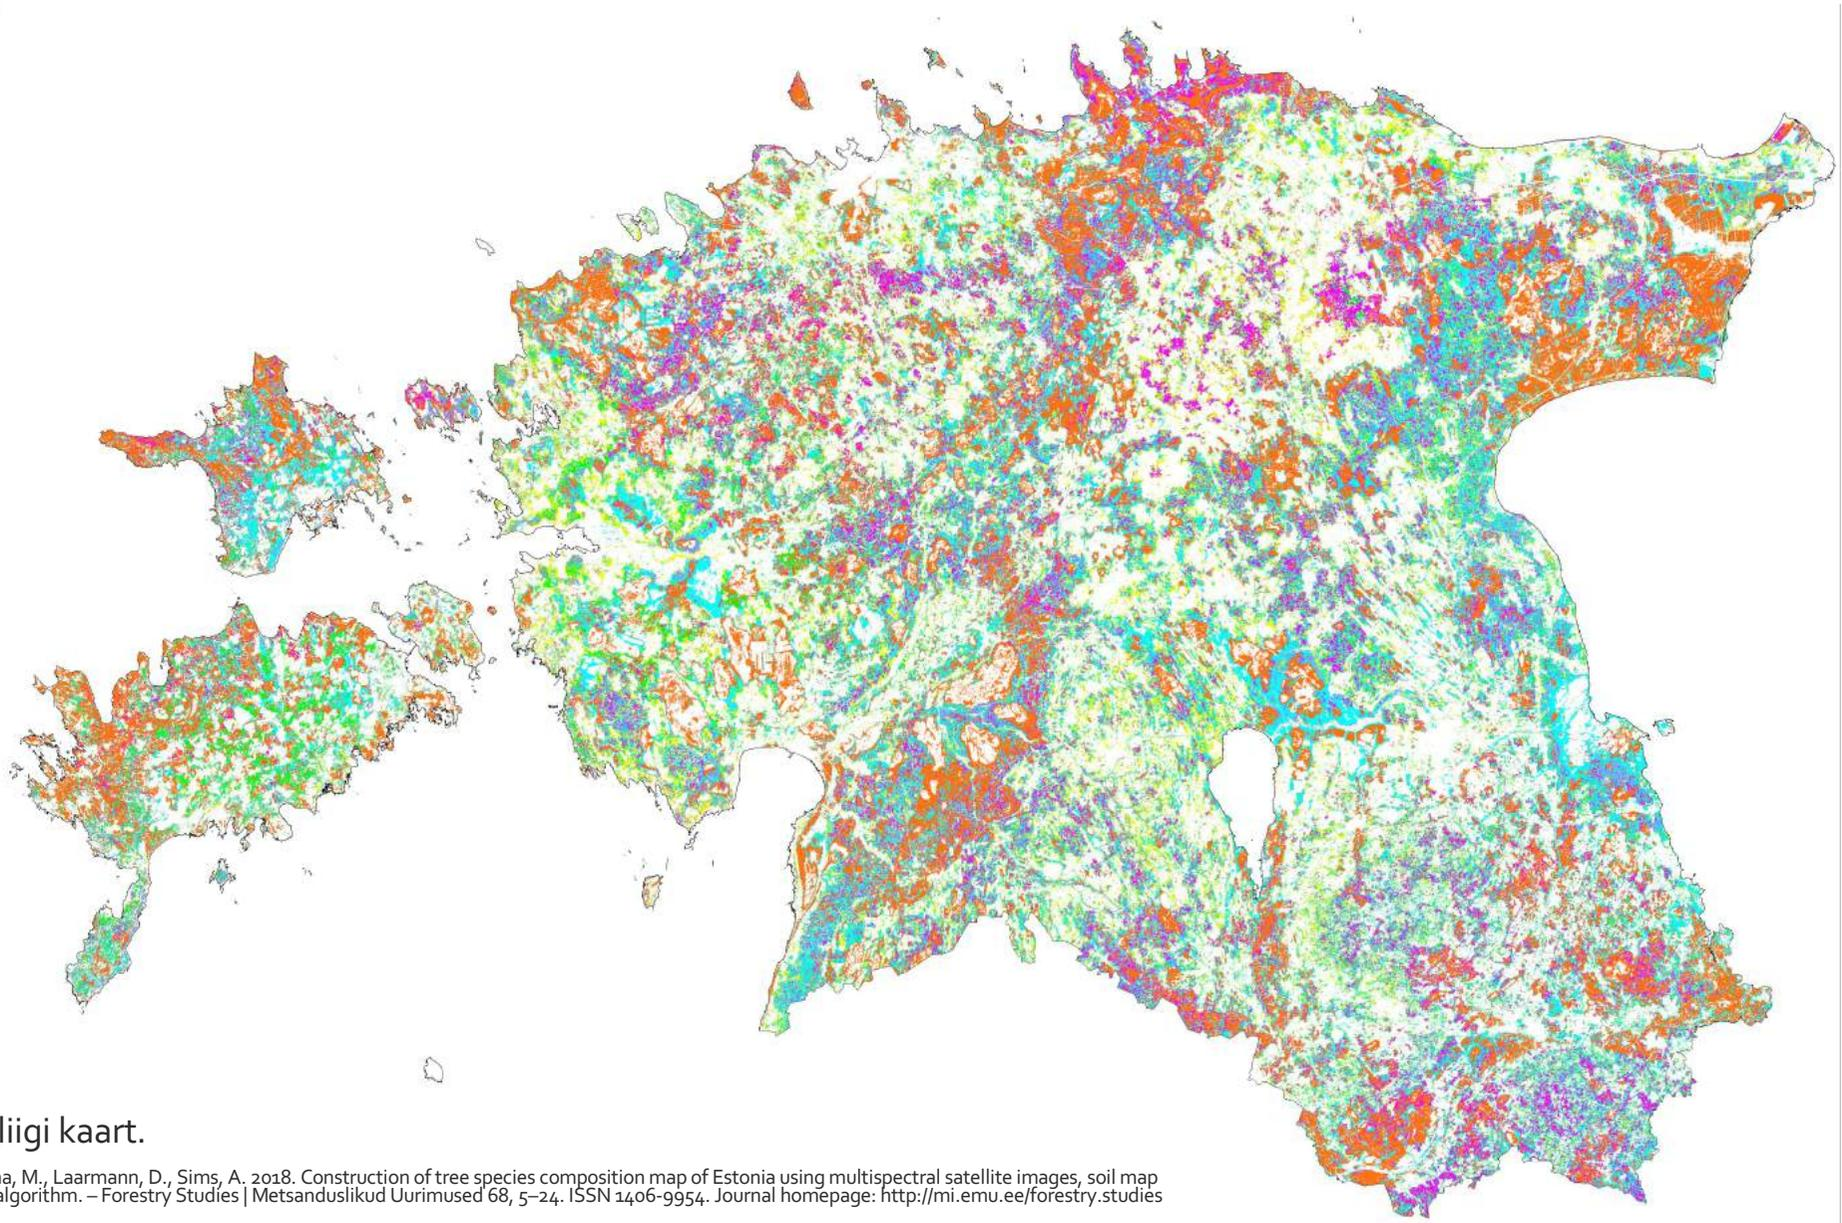 liigi kaart.
na, M., Laarmann, D., Sims, A. 2018. Construction of tree species composition map of Estonia using multispectral satellite images, soil map
algorithm. – Forestry Studies | Metsanduslikud Uurimused 68, 5–24. ISSN 1406-9954. Journal homepage: http://mi.emu.ee/forestry.studies